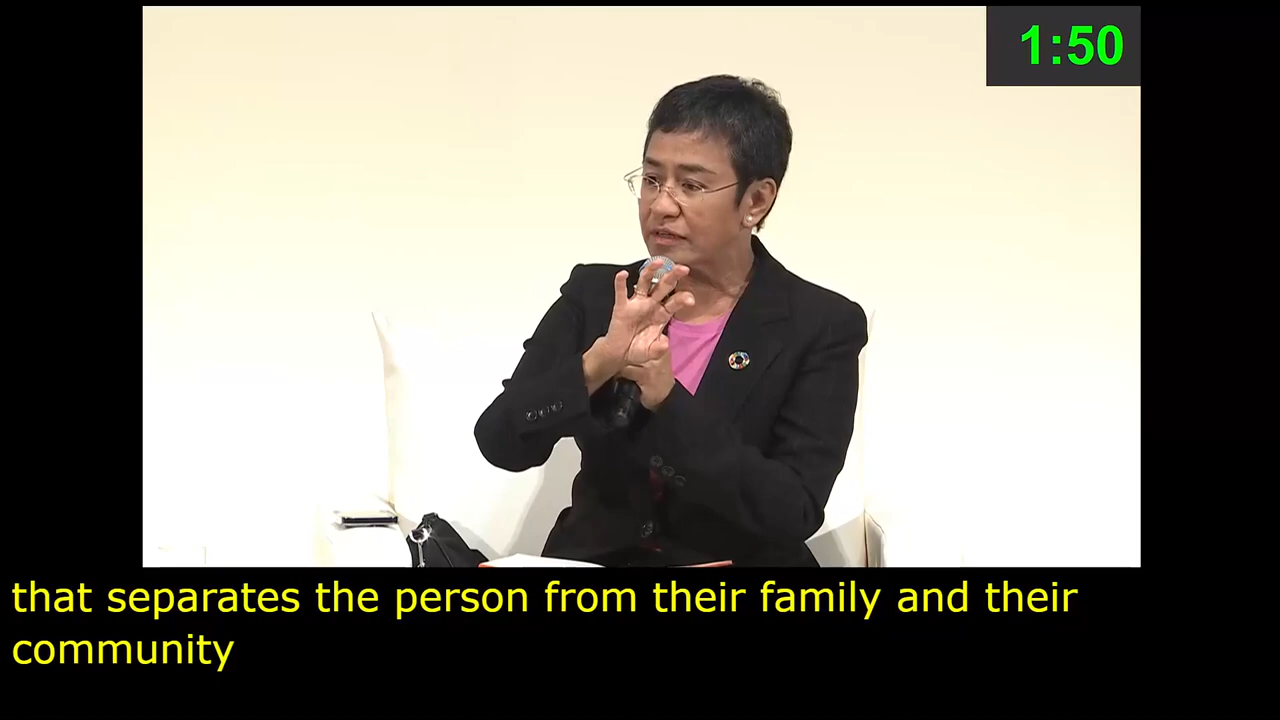 1:50
that separates the person from their family and their
community